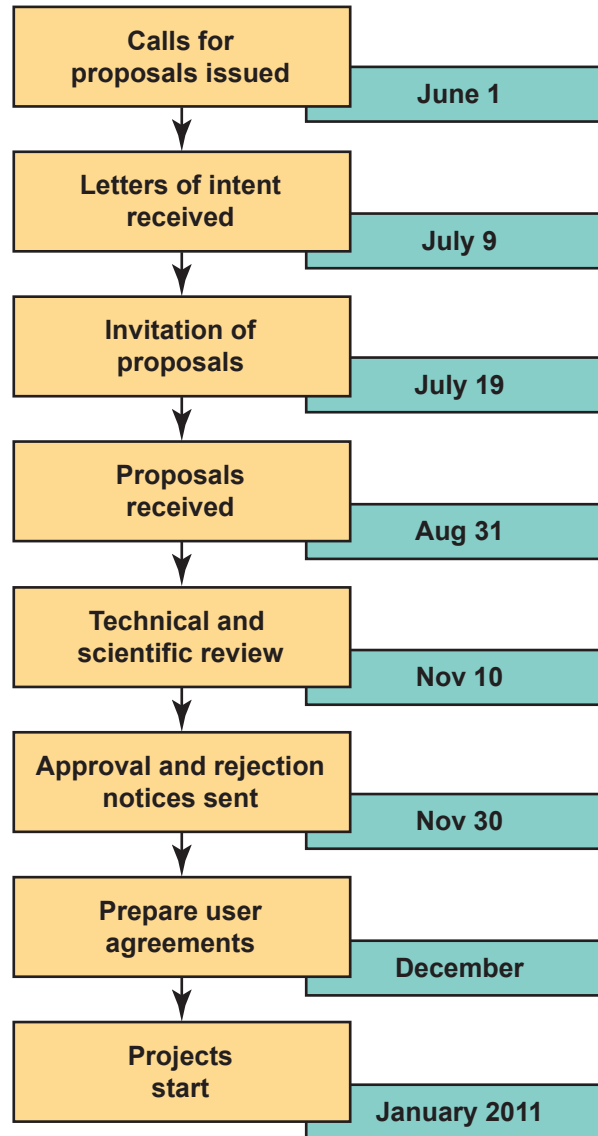 Calls for
proposals issued
June 1
Letters of intent
received
July 9
Invitation of
proposals
July 19
Proposals
received
Aug 31
Technical and
scientific review
Nov 10
Approval and rejection
notices sent
Nov 30
Prepare user
agreements
December
Projects
start
January 2011